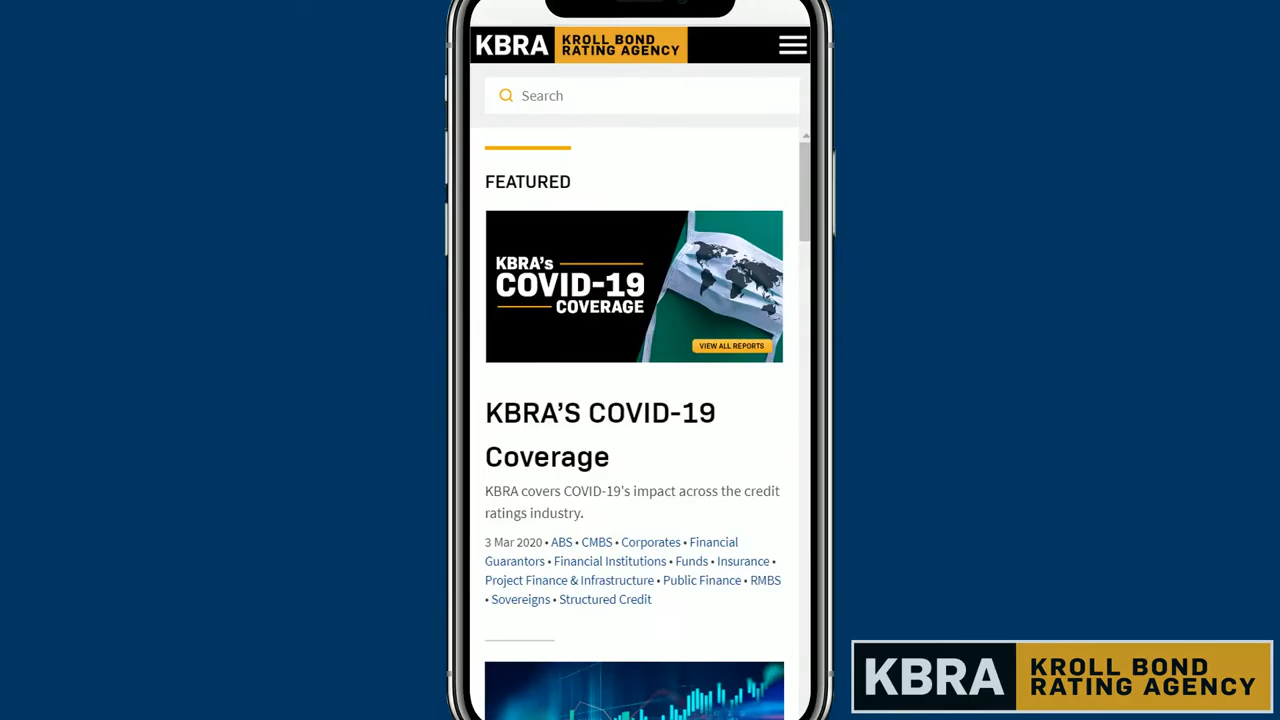 KBRA KROLL BOND
RATING AGENCY
Search
FEATURED
KBRA's
COVID-19
COVERAGE
VIEW ALL REPORTS
KBRA'S COVID-19
Coverage
KBRA covers COVID-19's impact across the credit
ratings industry.
3 Mar 2020 • ABS • CMBS • Corporates • Financial
Guarantors • Financial Institutions • Funds • Insurance •
Project Finance & Infrastructure • Public Finance • RMBS
• Sovereigns • Structured Credit
KBRA KROLL BOND
RATING AGENCY